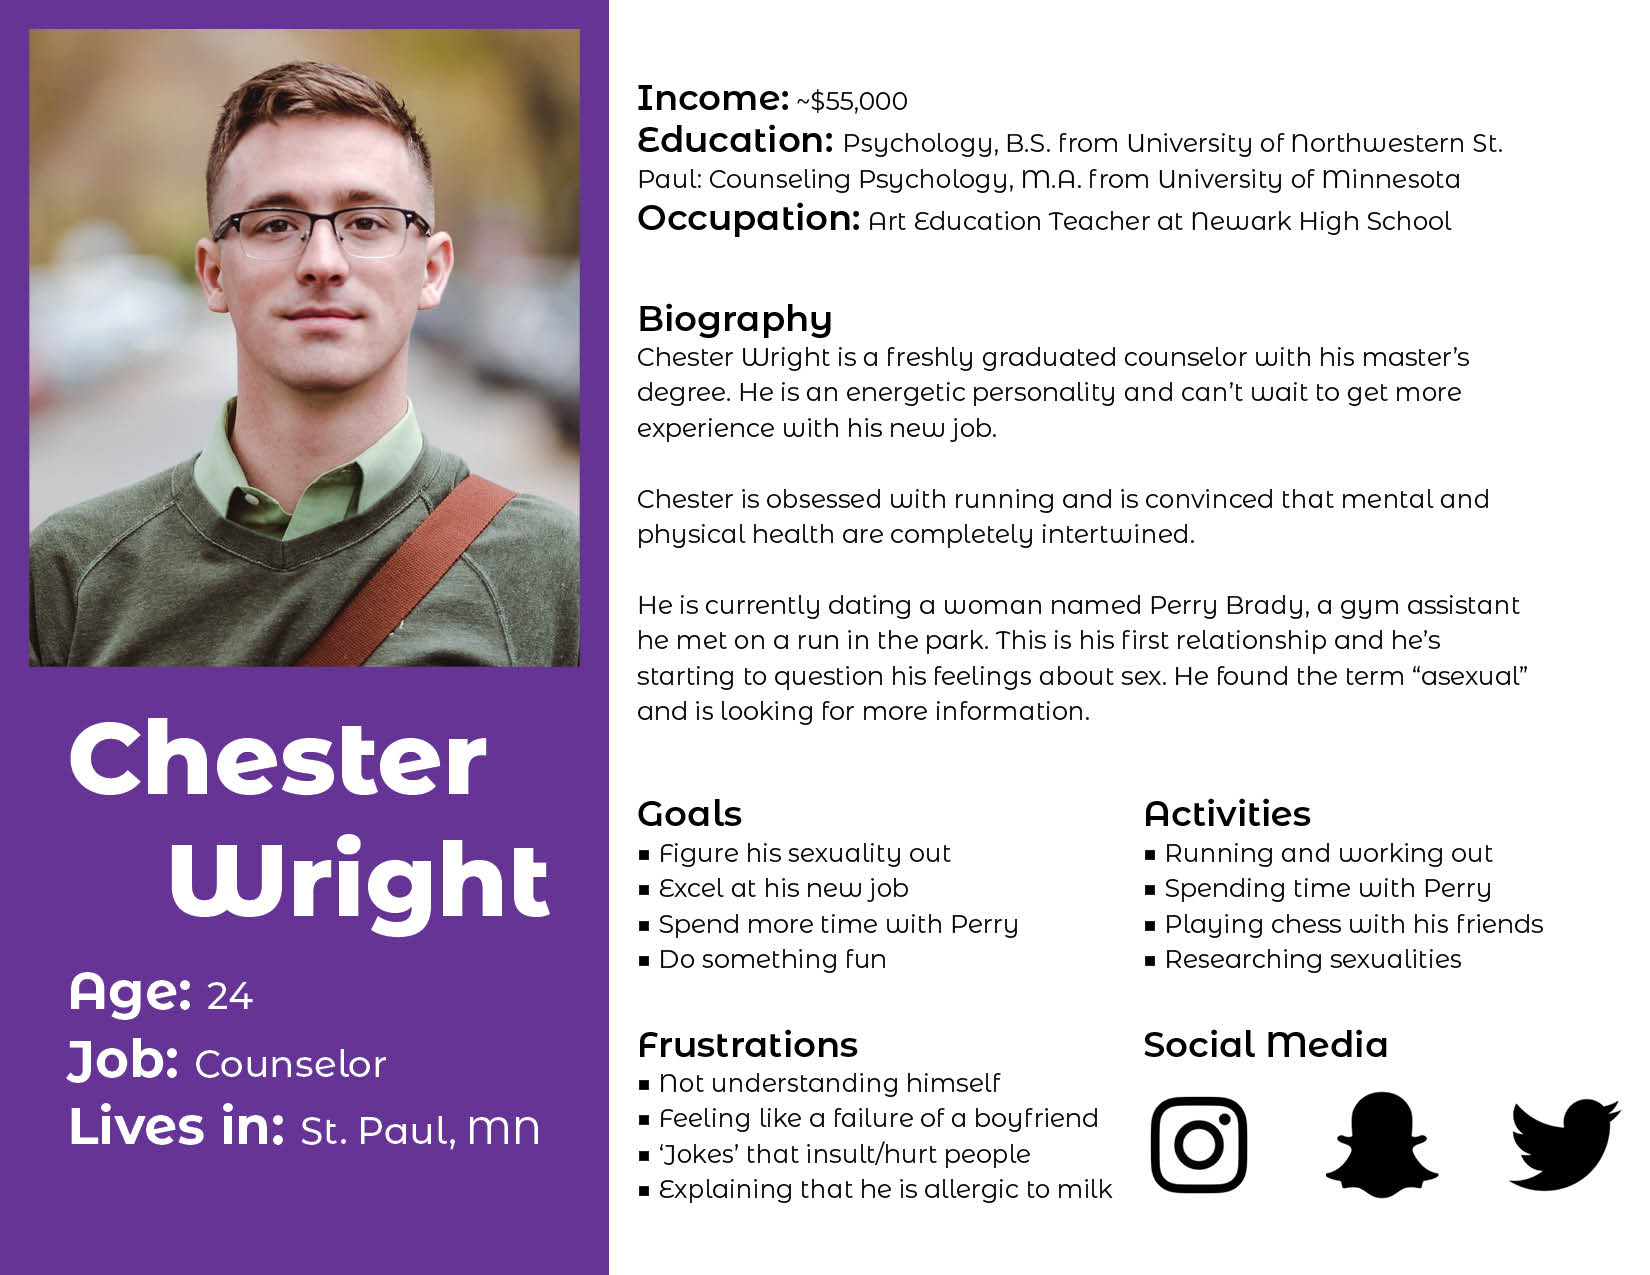 Chester
Wright
Age: 24
Job: Counselor
Lives in: St. Paul, MN
Income: ~$55,000
Education: Psychology, B.S. from University of Northwestern St.
Paul: Counseling Psychology, M.A. from University of Minnesota
Occupation: Art Education Teacher at Newark High School
Biography
Chester Wright is a freshly graduated counselor with his master’s
degree. He is an energetic personality and can’t wait to get more
experience with his new job.
Chester is obsessed with running and is convinced that mental and
physical health are completely intertwined.
He is currently dating a woman named Perry Brady, a gym assistant
he met on a run in the park. This is his first relationship and he’s
starting to question his feelings about sex. He found the term “asexual”
and is looking for more information.
Goals
▪ Figure his sexuality out
▪ Excel at his new job
▪ Spend more time with Perry
▪ Do something fun
Activities
▪ Running and working out
▪ Spending time with Perry
▪ Playing chess with his friends
▪ Researching sexualities
Frustrations
▪ Not understanding himself
▪ Feeling like a failure of a boyfriend
▪ ‘Jokes’ that insult/hurt people
▪ Explaining that he is allergic to milk
Social Media